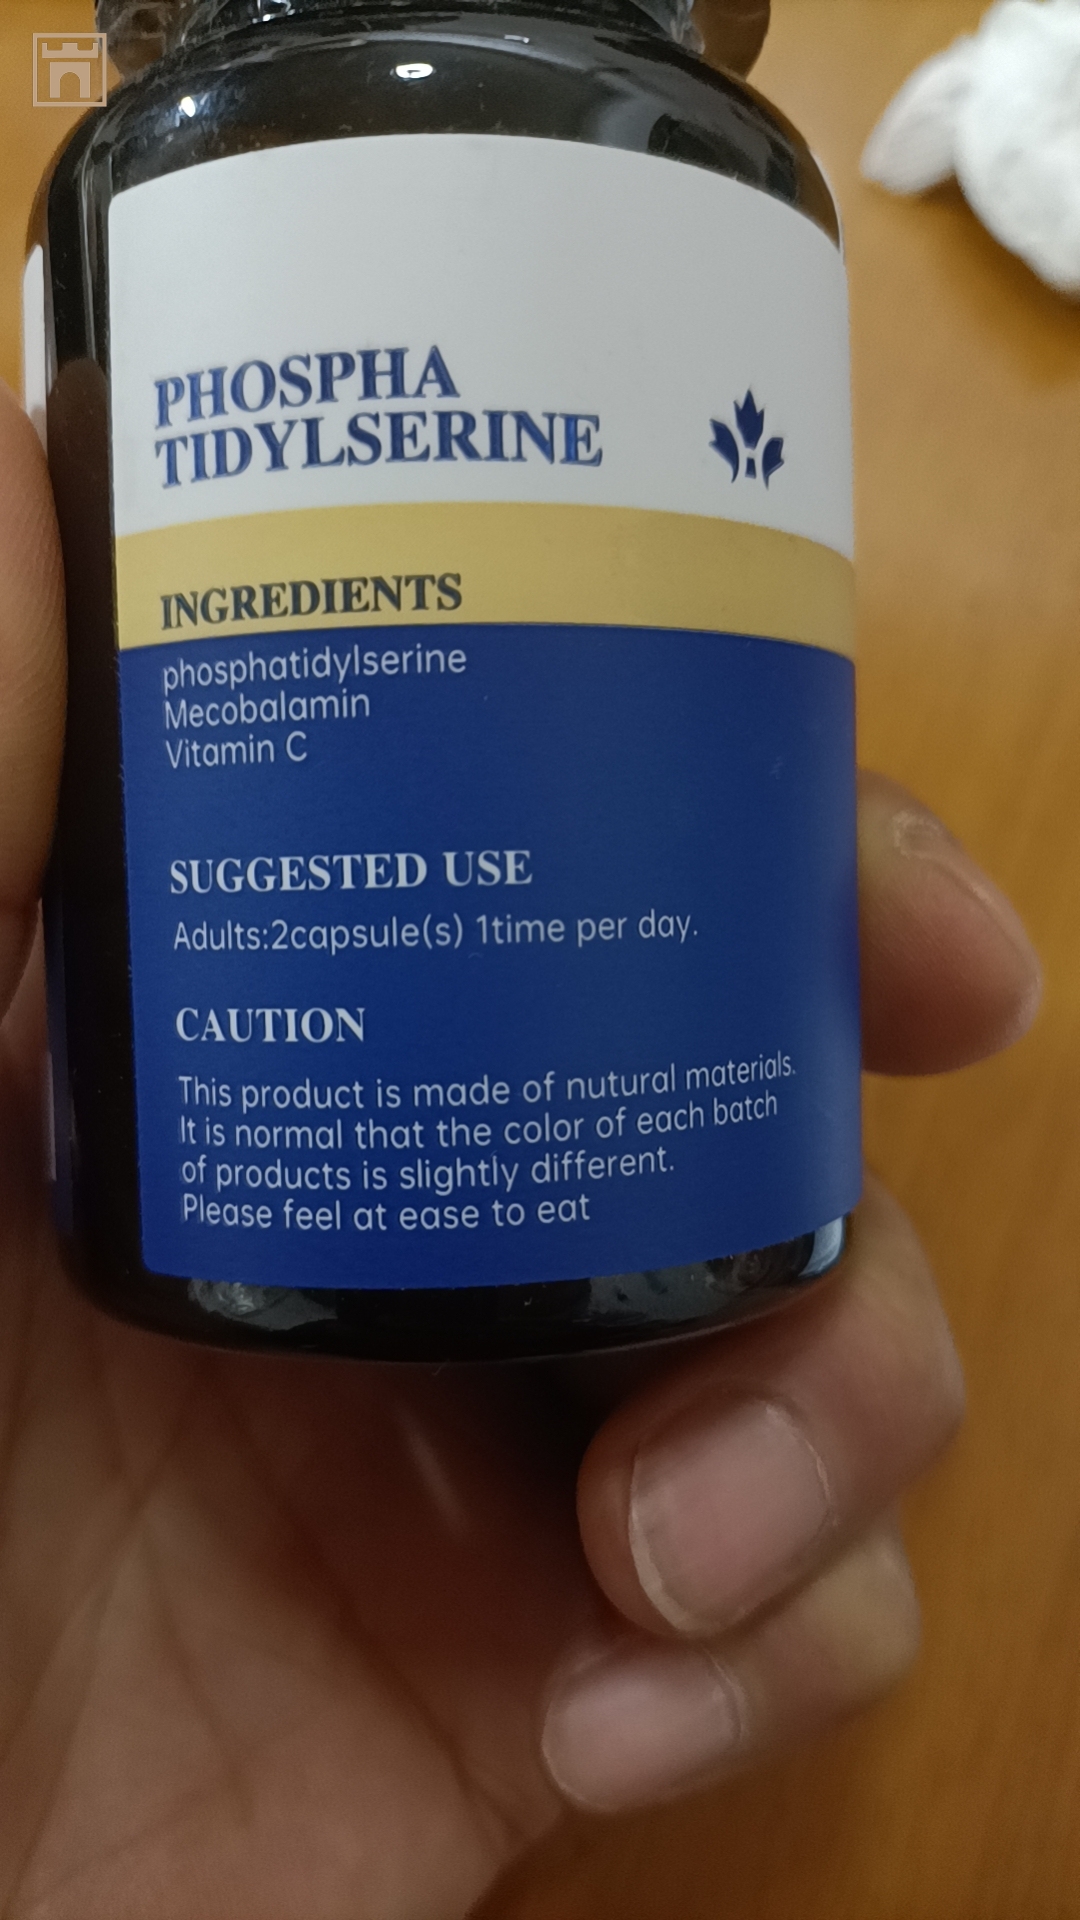 PHOSPHA
TIDYLSERINE
INGREDIENTS
phosphatidylserine
Mecobalamin
Vitamin C
SUGGESTED USE
Adults:2capsule(s) 1time per day.
CAUTION
This product is made of nutural materials.
It is normal that the color of each batch
of products is slightly different.
Please feel at ease to eat